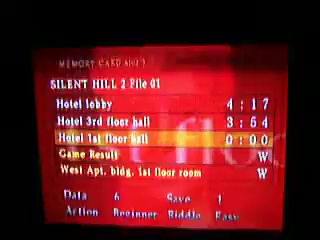 MEMORY CARD
SILENT HILL 2 File 01
Hotel lobby 4 : 17
Hotel 3rd floor hall 3 : 54
Hotel 1st floor hall 0 : 00
Game Result W
West Apt. bldg. 1st floor room W
Data 6 Save 1
Action Beginner Riddle Easy